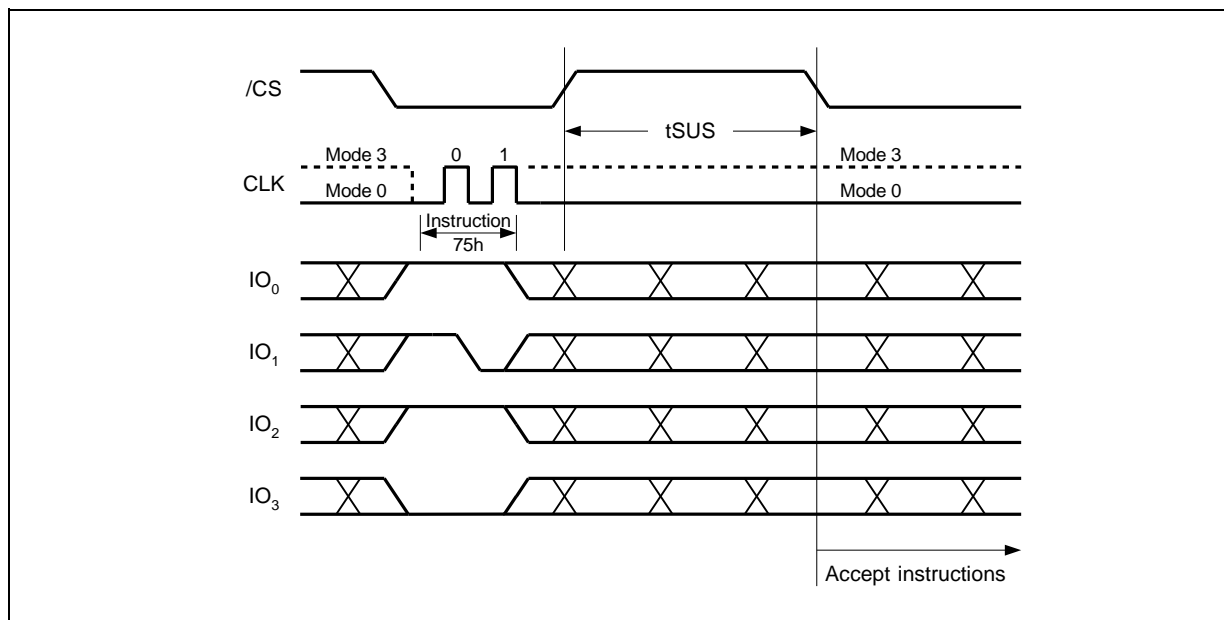 /CS
tSUS
Mode 3 0 1 Mode 3
CLK
Mode 0 Mode 0
Instruction
75h
IO0
IO1
IO2
IO3
Accept instructions